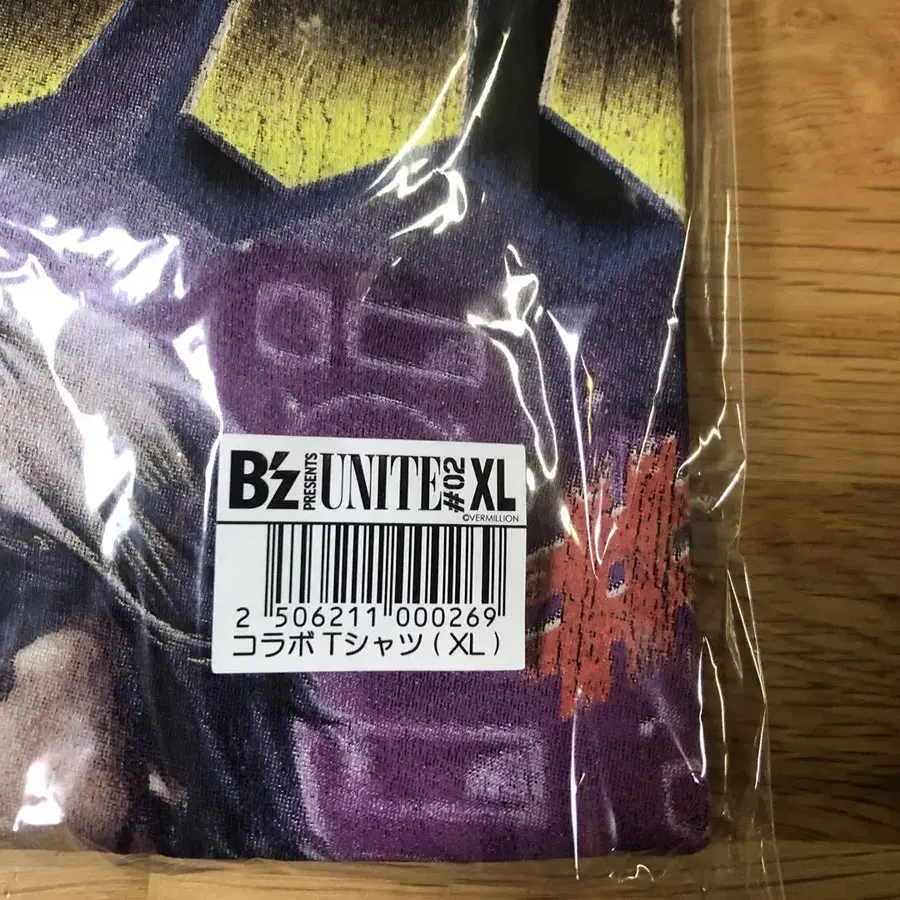 B'z PRESENTS UNITE #02 XL
©VERMILLION
2 506211 000269
コラボTシャツ(XL)
#